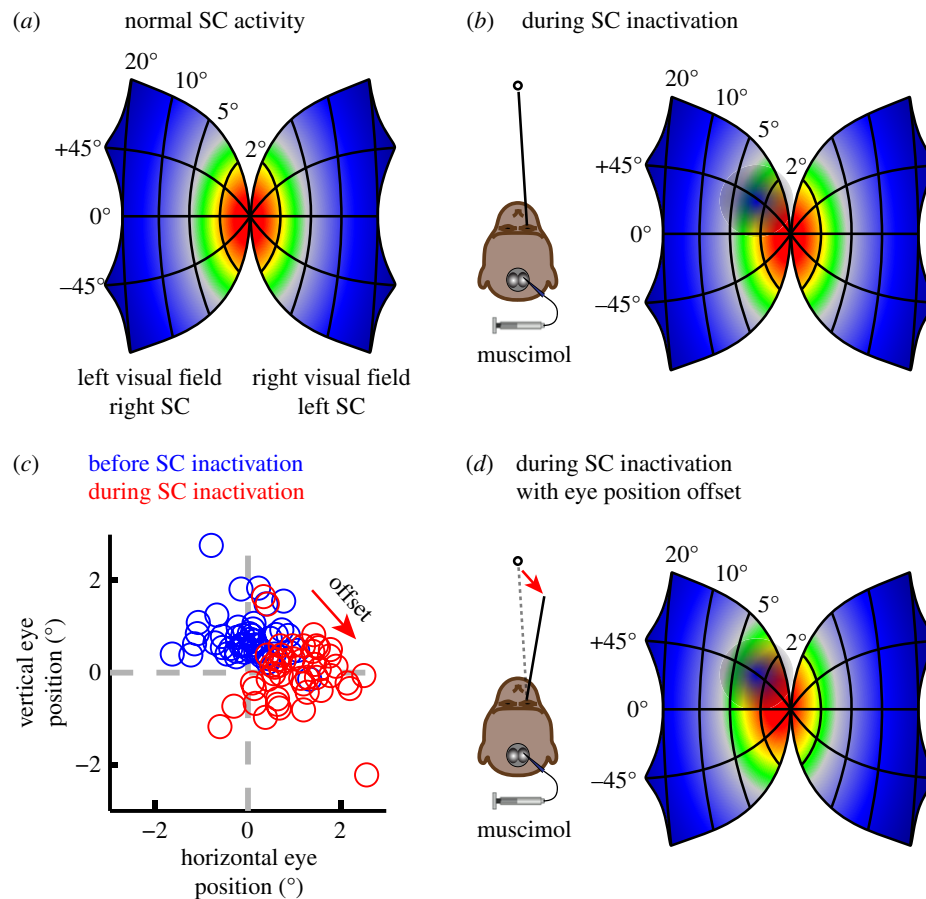 (a) normal SC activity
20°
10°
5°
2°
+45°
0°
−45°
left visual field
right SC
right visual field
left SC
(b) during SC inactivation
muscimol
20°
10°
5°
2°
+45°
0°
−45°
(c) before SC inactivation
during SC inactivation
offset
vertical eye
position (°)
2
0
−2
−2 0 2
horizontal eye
position (°)
(d) during SC inactivation
with eye position offset
muscimol
20°
10°
5°
2°
+45°
0°
−45°